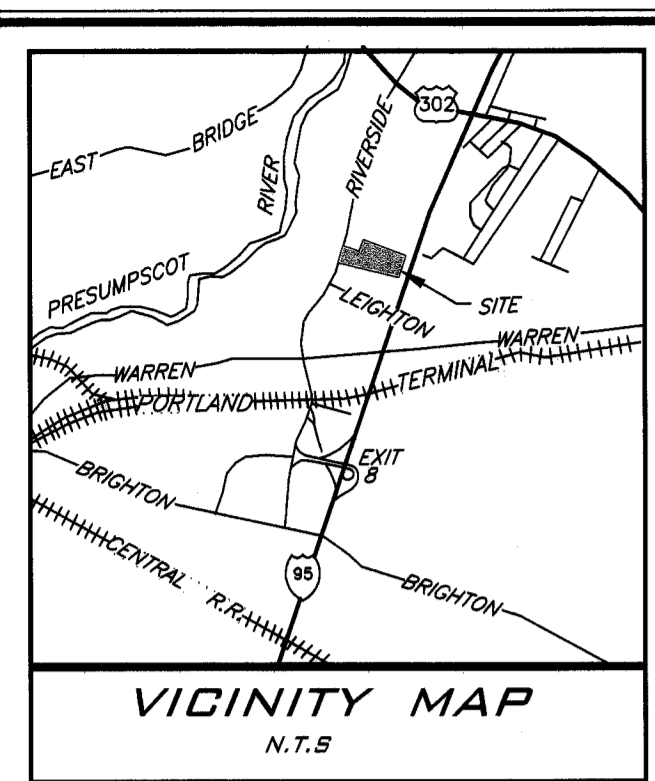 302
EAST BRIDGE
RIVERSIDE
RIVER
PRESUMPSCOT
LEIGHTON
SITE
WARREN
WARREN
PORTLAND TERMINAL
EXIT
8
BRIGHTON
CENTRAL R.R.
95
BRIGHTON
VICINITY MAP
N.T.S